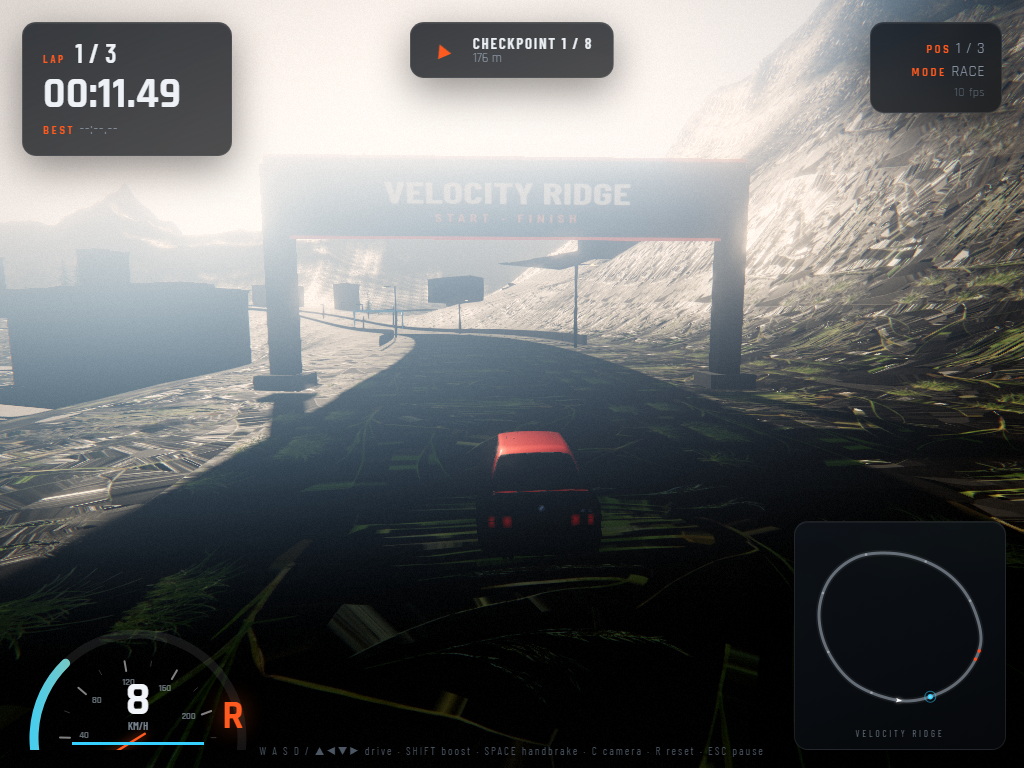 LAP 1 / 3
00:11.49
BEST --:--.--
CHECKPOINT 1 / 8
176 m
POS 1 / 3
MODE RACE
10 fps
VELOCITY RIDGE
START · FINISH
40
80
120
160
200
8
KM/H
R
W A S D / ▲◀▼▶ drive · SHIFT boost · SPACE handbrake · C camera · R reset · ESC pause
VELOCITY RIDGE